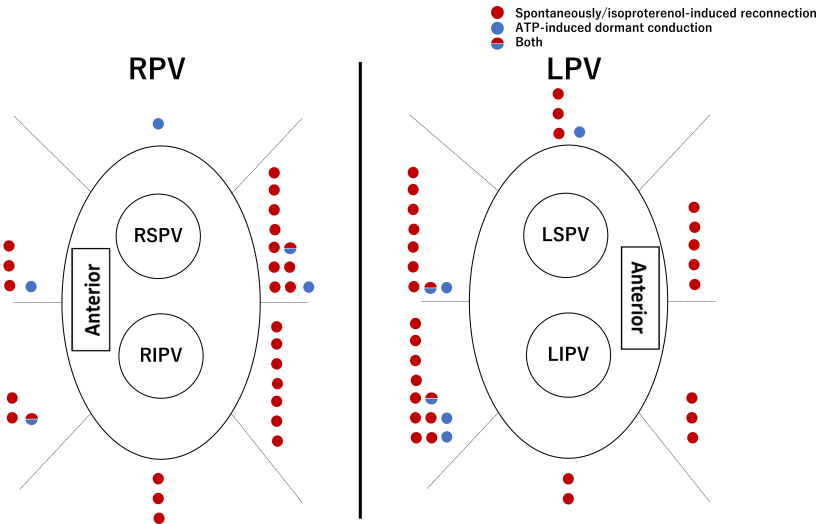 Spontaneously/isoproterenol-induced reconnection
ATP-induced dormant conduction
Both
RPV
LPV
RSPV
RIPV
Anterior
LSPV
LIPV
Anterior